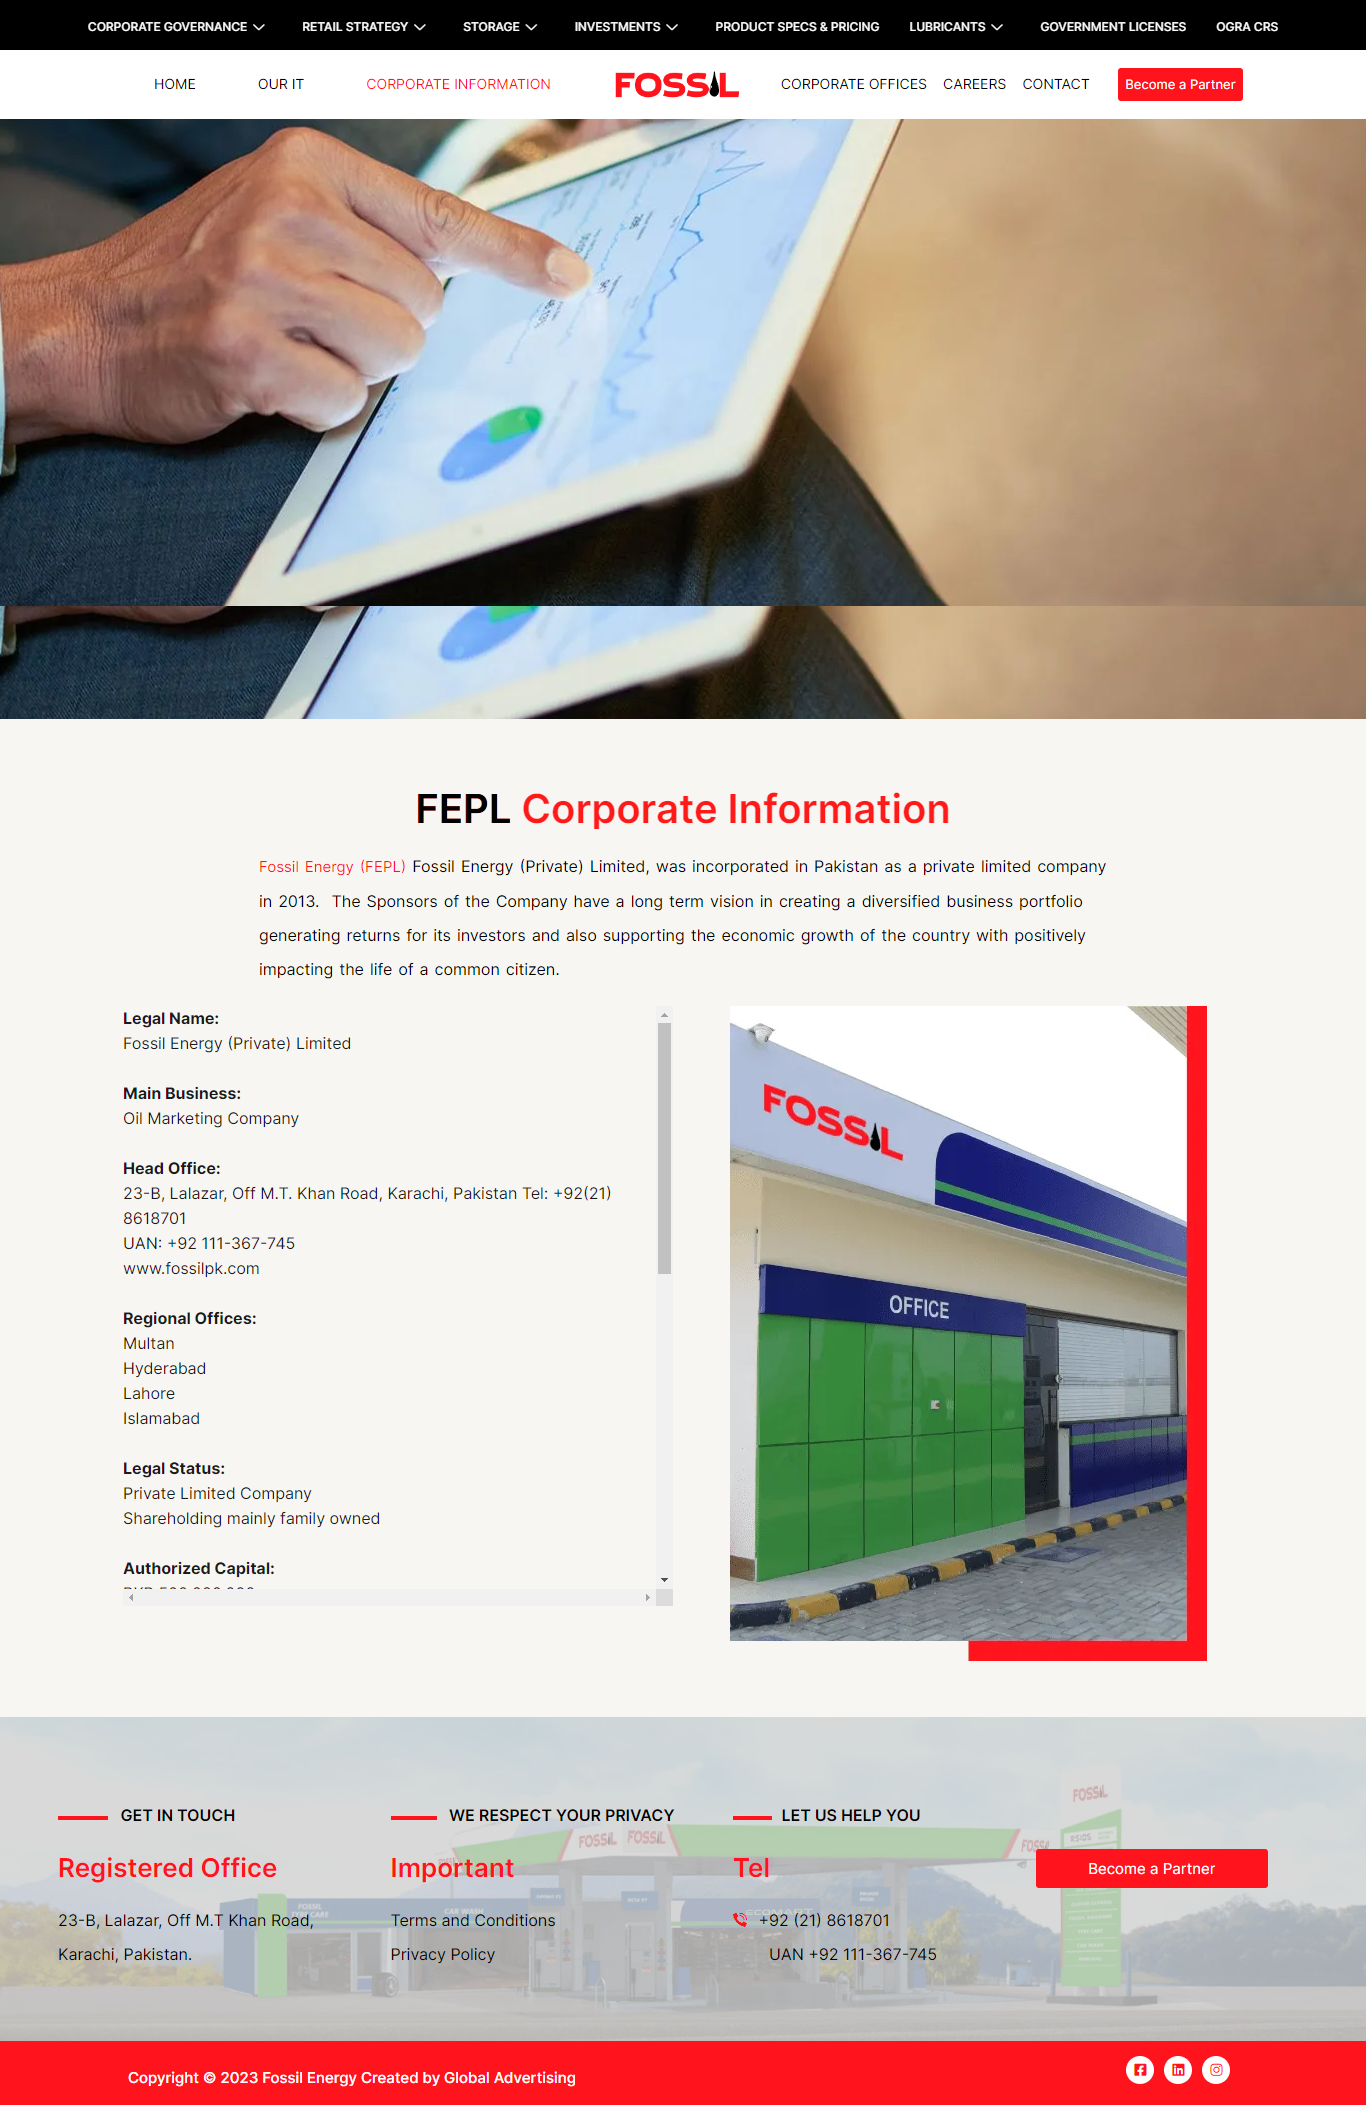 CORPORATE GOVERNANCE RETAIL STRATEGY STORAGE INVESTMENTS PRODUCT SPECS & PRICING LUBRICANTS GOVERNMENT LICENSES OGRA CRS
HOME OUR IT CORPORATE INFORMATION FOSSIL CORPORATE OFFICES CAREERS CONTACT Become a Partner
FEPL Corporate Information
Fossil Energy (FEPL) Fossil Energy (Private) Limited, was incorporated in Pakistan as a private limited company
in 2013. The Sponsors of the Company have a long term vision in creating a diversified business portfolio
generating returns for its investors and also supporting the economic growth of the country with positively
impacting the life of a common citizen.
Legal Name:
Fossil Energy (Private) Limited
Main Business:
Oil Marketing Company
Head Office:
23-B, Lalazar, Off M.T. Khan Road, Karachi, Pakistan Tel: +92(21)
8618701
UAN: +92 111-367-745
www.fossilpk.com
Regional Offices:
Multan
Hyderabad
Lahore
Islamabad
Legal Status:
Private Limited Company
Shareholding mainly family owned
Authorized Capital:
FOSSIL
OFFICE
GET IN TOUCH
Registered Office
23-B, Lalazar, Off M.T Khan Road,
Karachi, Pakistan.
WE RESPECT YOUR PRIVACY
Important
Terms and Conditions
Privacy Policy
LET US HELP YOU
Tel
+92 (21) 8618701
UAN +92 111-367-745
Become a Partner
FOSSIL
FOSSIL FOSSIL
FOSSIL
CAR WASH
Copyright © 2023 Fossil Energy Created by Global Advertising